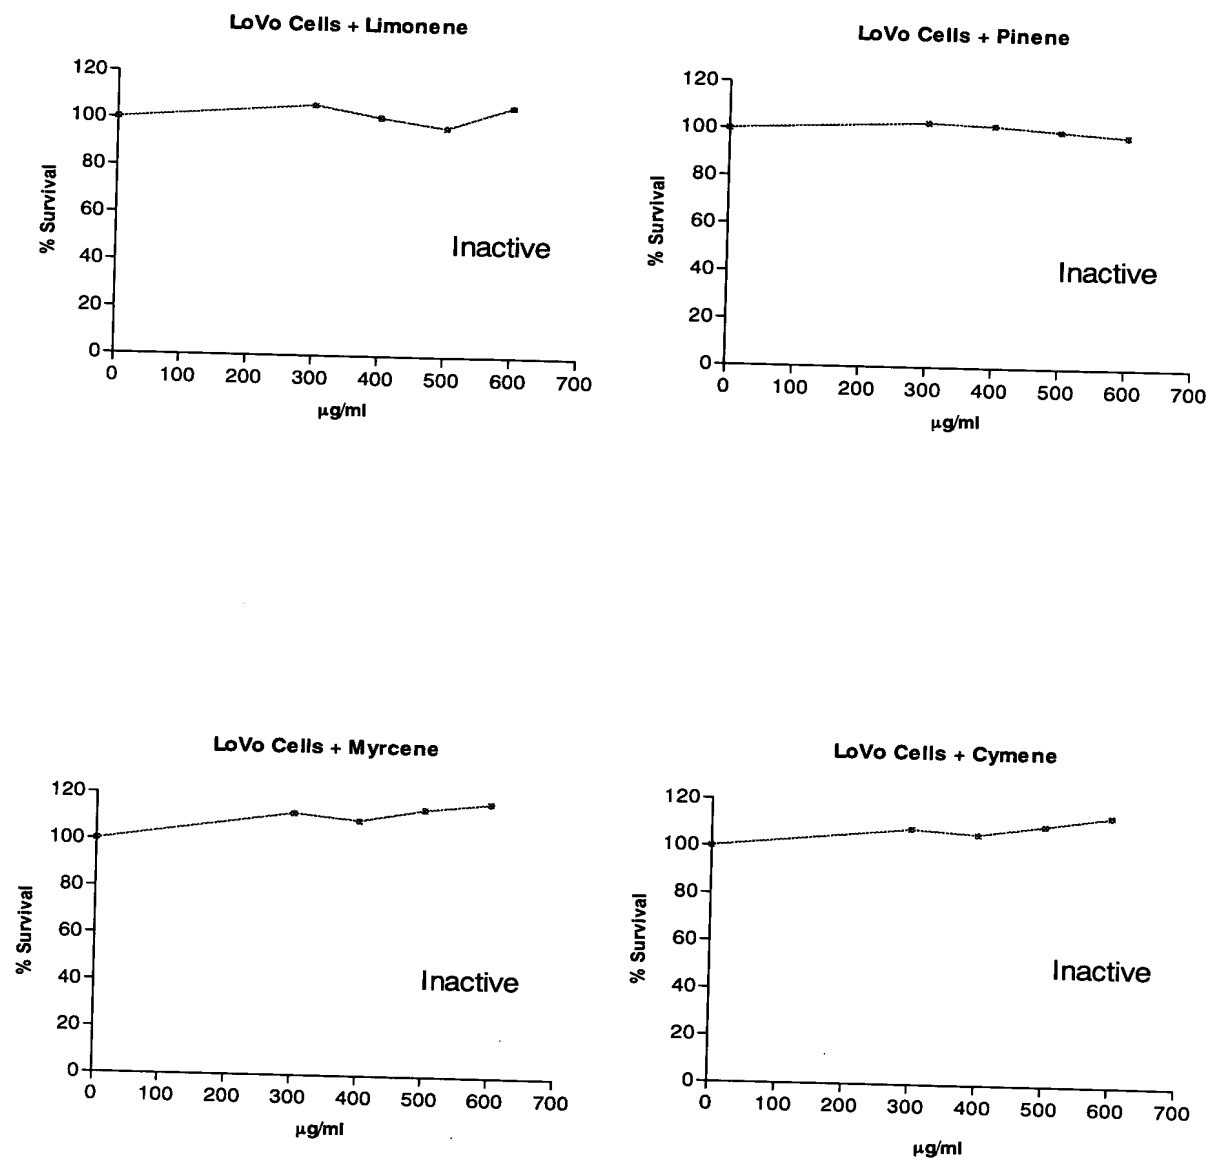 LoVo Cells + Limonene
120
100
80
60
40
20
0
% Survival
Inactive
0 100 200 300 400 500 600 700
µg/ml
LoVo Cells + Pinene
120
100
80
60
40
20
0
% Survival
Inactive
0 100 200 300 400 500 600 700
µg/ml
LoVo Cells + Myrcene
120
100
80
60
40
20
0
% Survival
Inactive
0 100 200 300 400 500 600 700
µg/ml
LoVo Cells + Cymene
120
100
80
60
40
20
0
% Survival
Inactive
0 100 200 300 400 500 600 700
µg/ml